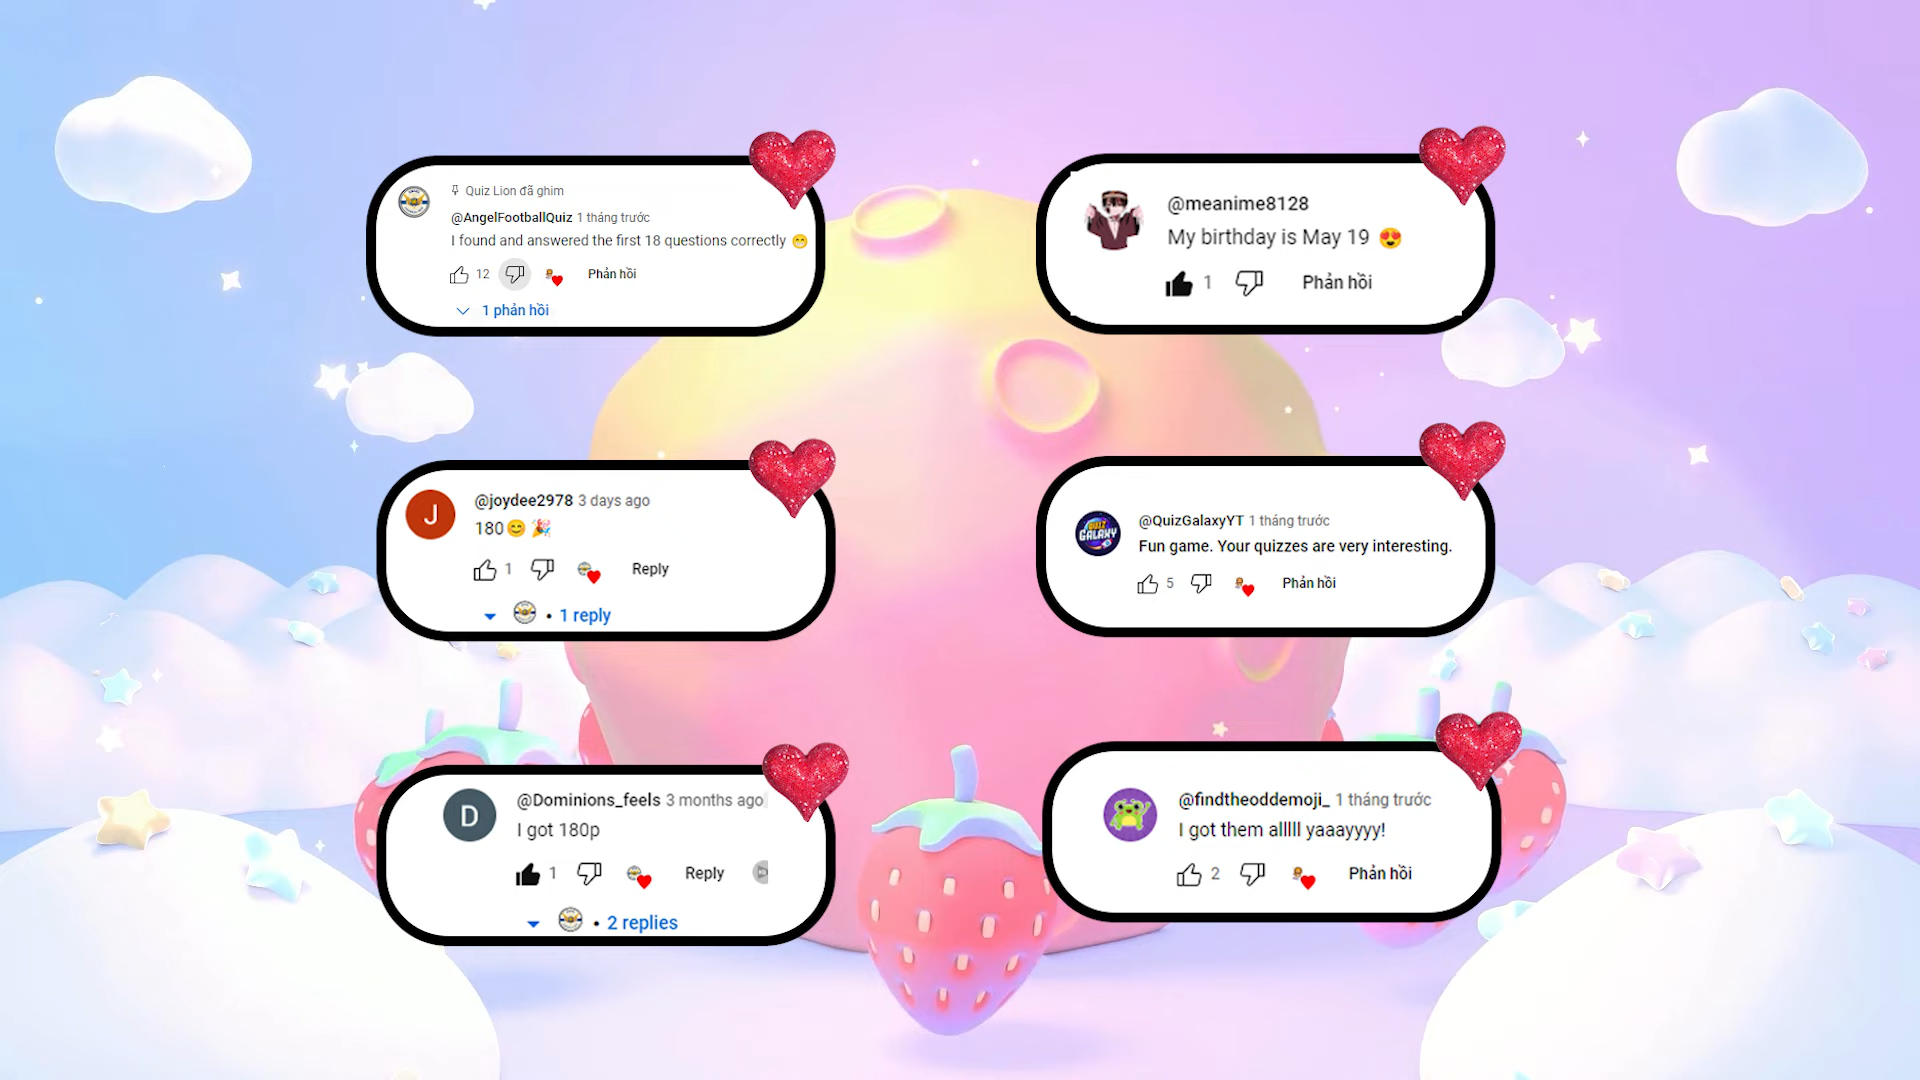 Quiz Lion đã ghim
@AngelFootballQuiz 1 tháng trước
I found and answered the first 18 questions correctly 😁
12 Phản hồi
1 phản hồi
@meanime8128
My birthday is May 19 😍
1 Phản hồi
J
@joydee2978 3 days ago
180😊 🎉
1 Reply
• 1 reply
QUIZ
GALAXY
@QuizGalaxyYT 1 tháng trước
Fun game. Your quizzes are very interesting.
5 Phản hồi
D
@Dominions_feels 3 months ago
I got 180p
1 Reply
• 2 replies
@findtheoddemoji_ 1 tháng trước
I got them alllll yaaayyyy!
2 Phản hồi